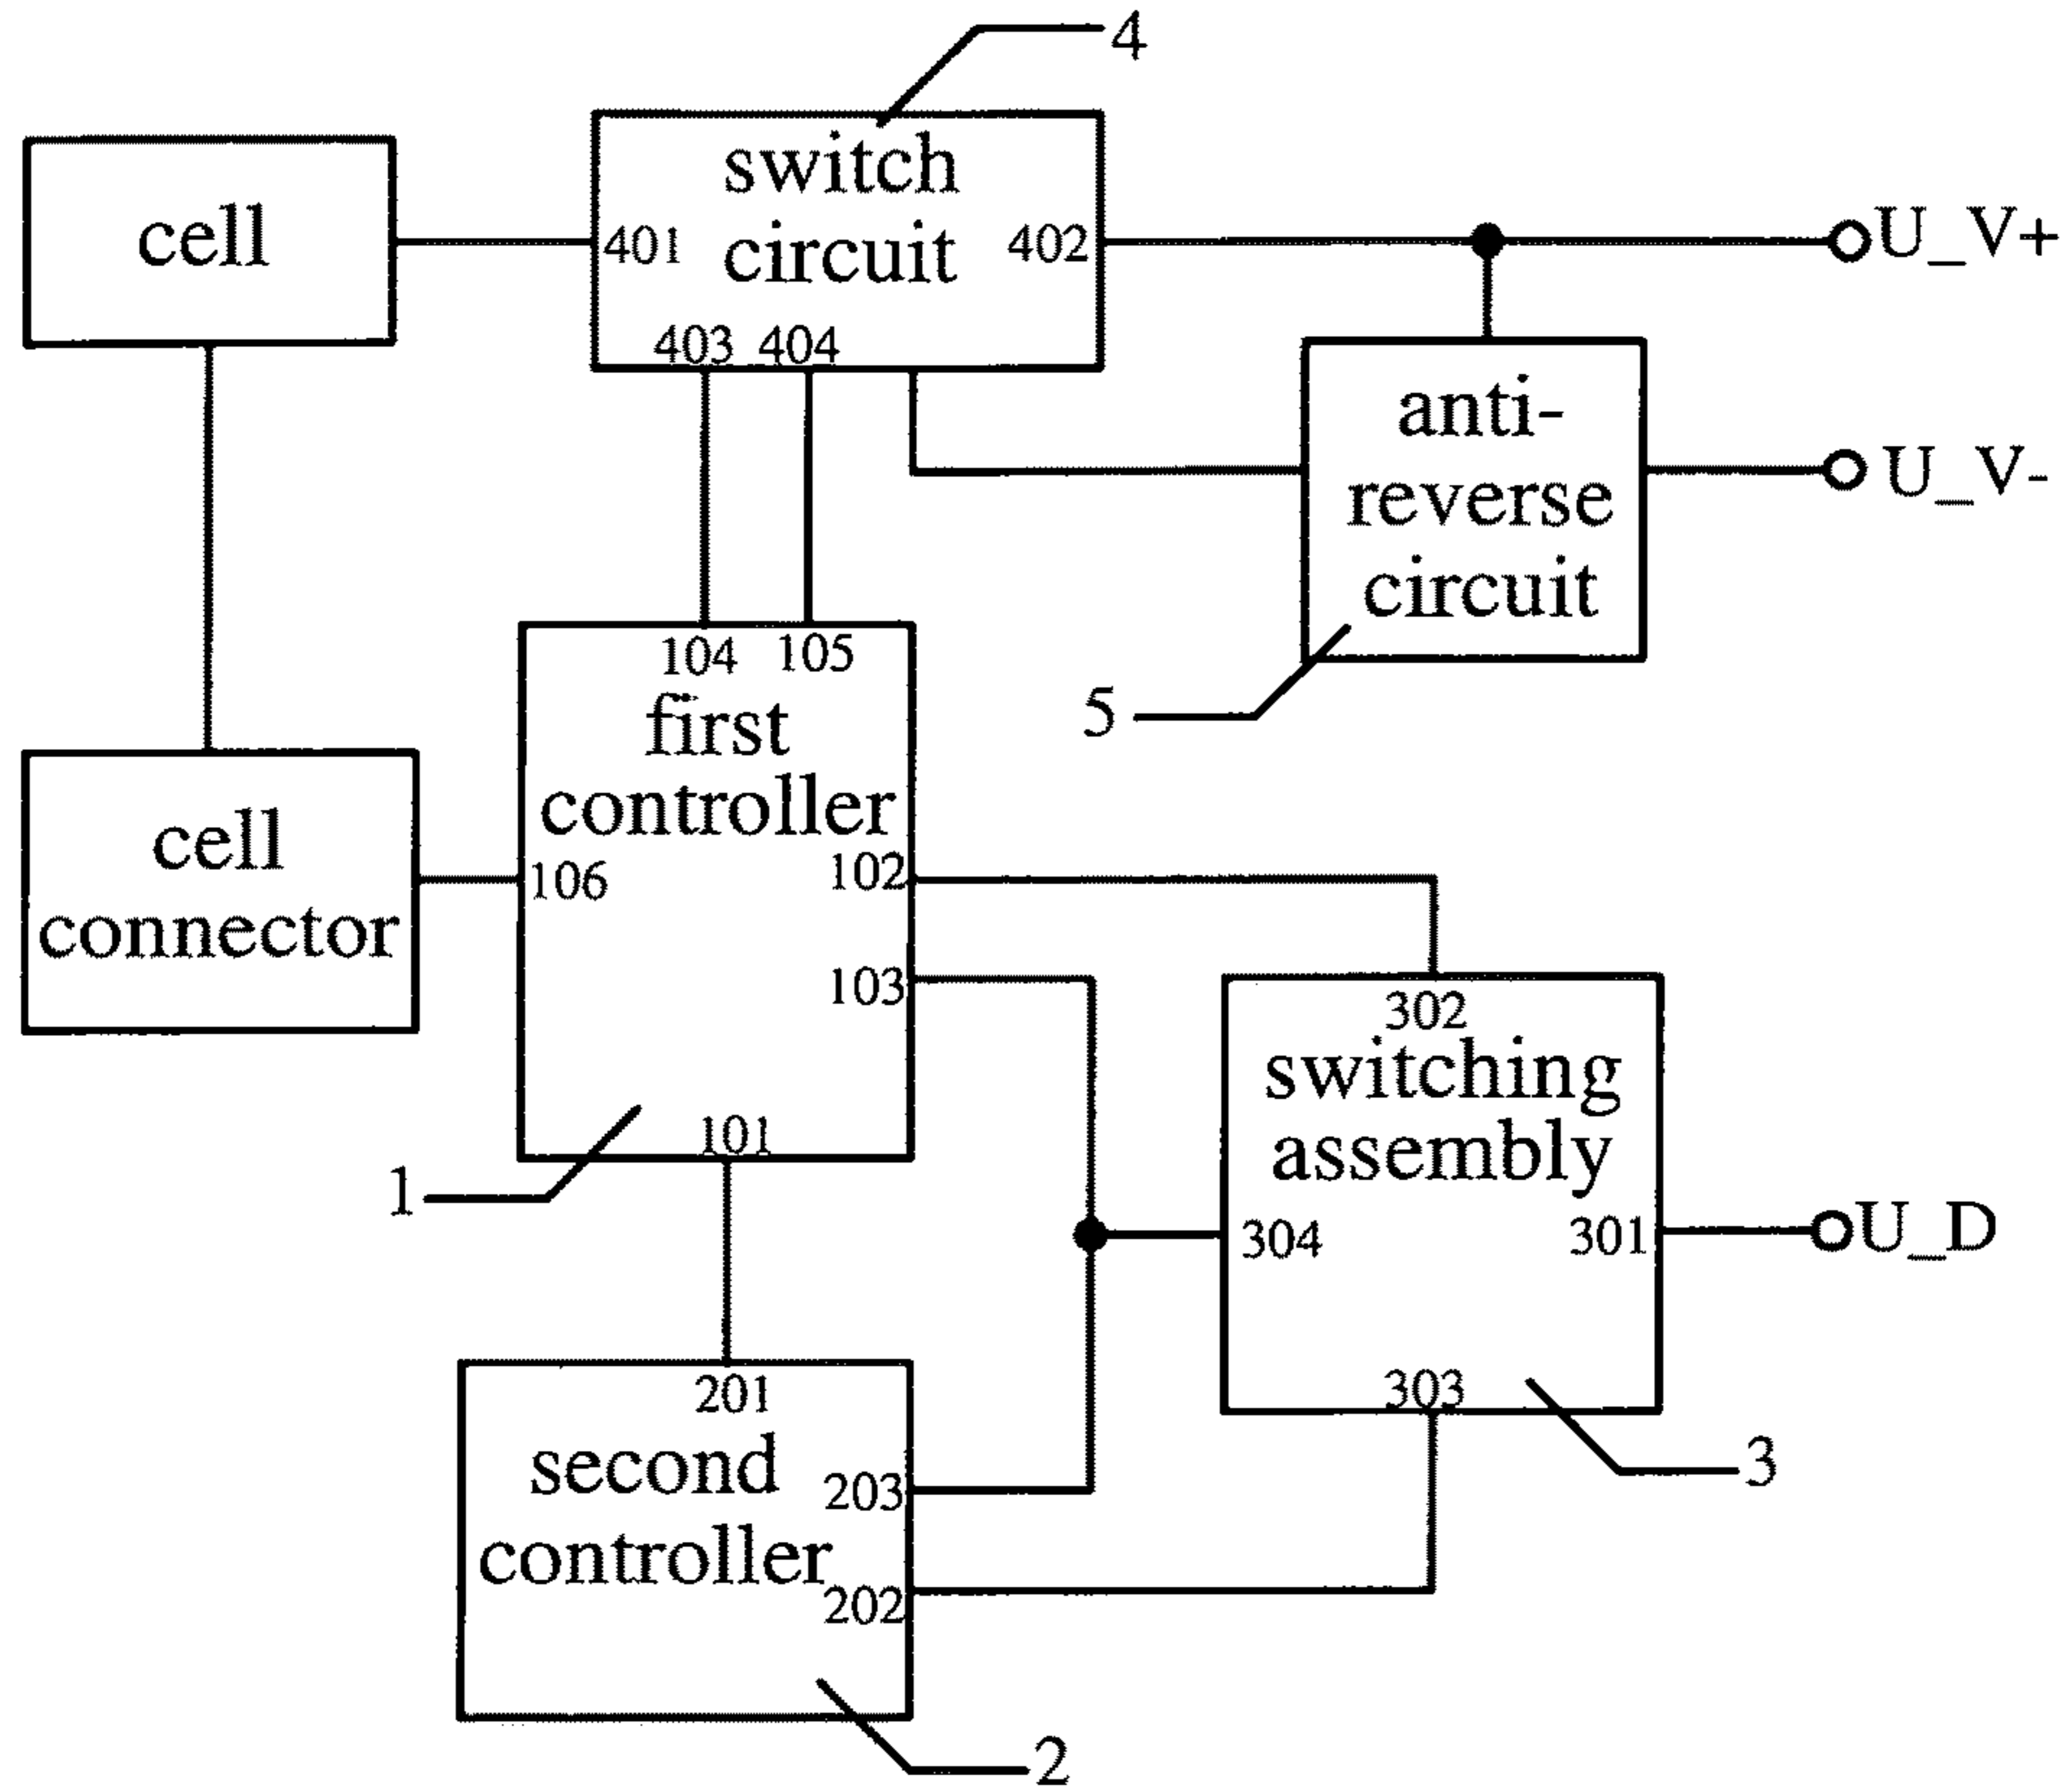 4
switch
circuit
401
402
403 404
cell
U_V+
anti-
reverse
circuit
U_V-
5
104 105
first
controller
106
102
103
101
1
cell
connector
302
switching
assembly
304
301
303
U_D
3
201
second
controller
203
202
2